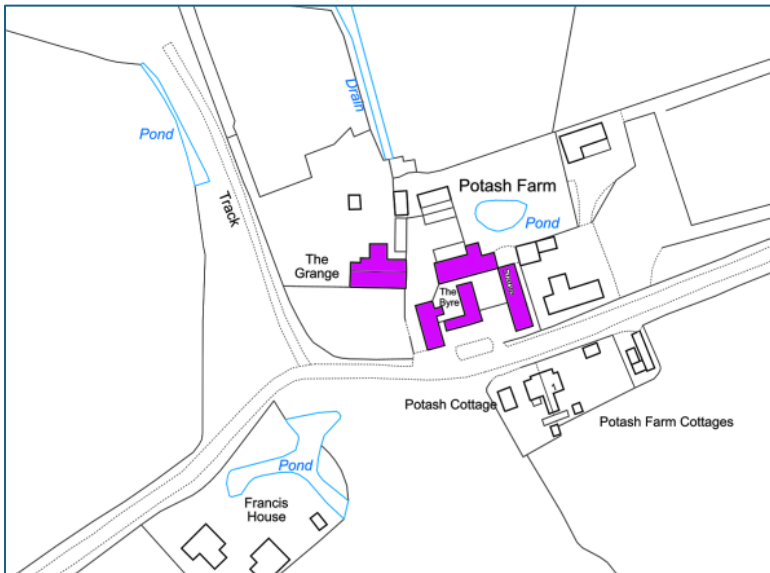 Drain
Pond
Track
Potash Farm
Pond
The
Grange
The
Byre
Potash Cottage
Potash Farm Cottages
Pond
Francis
House